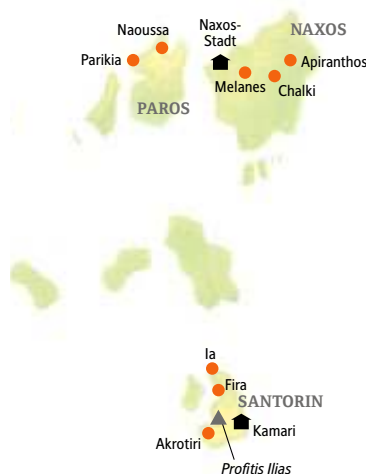 Naoussa
Naxos-
Stadt
NAXOS
Parikia
Apiranthos
Melanes
Chalki
PAROS
Ia
Fira
SANTORIN
Kamari
Akrotiri
Profitis Ilias